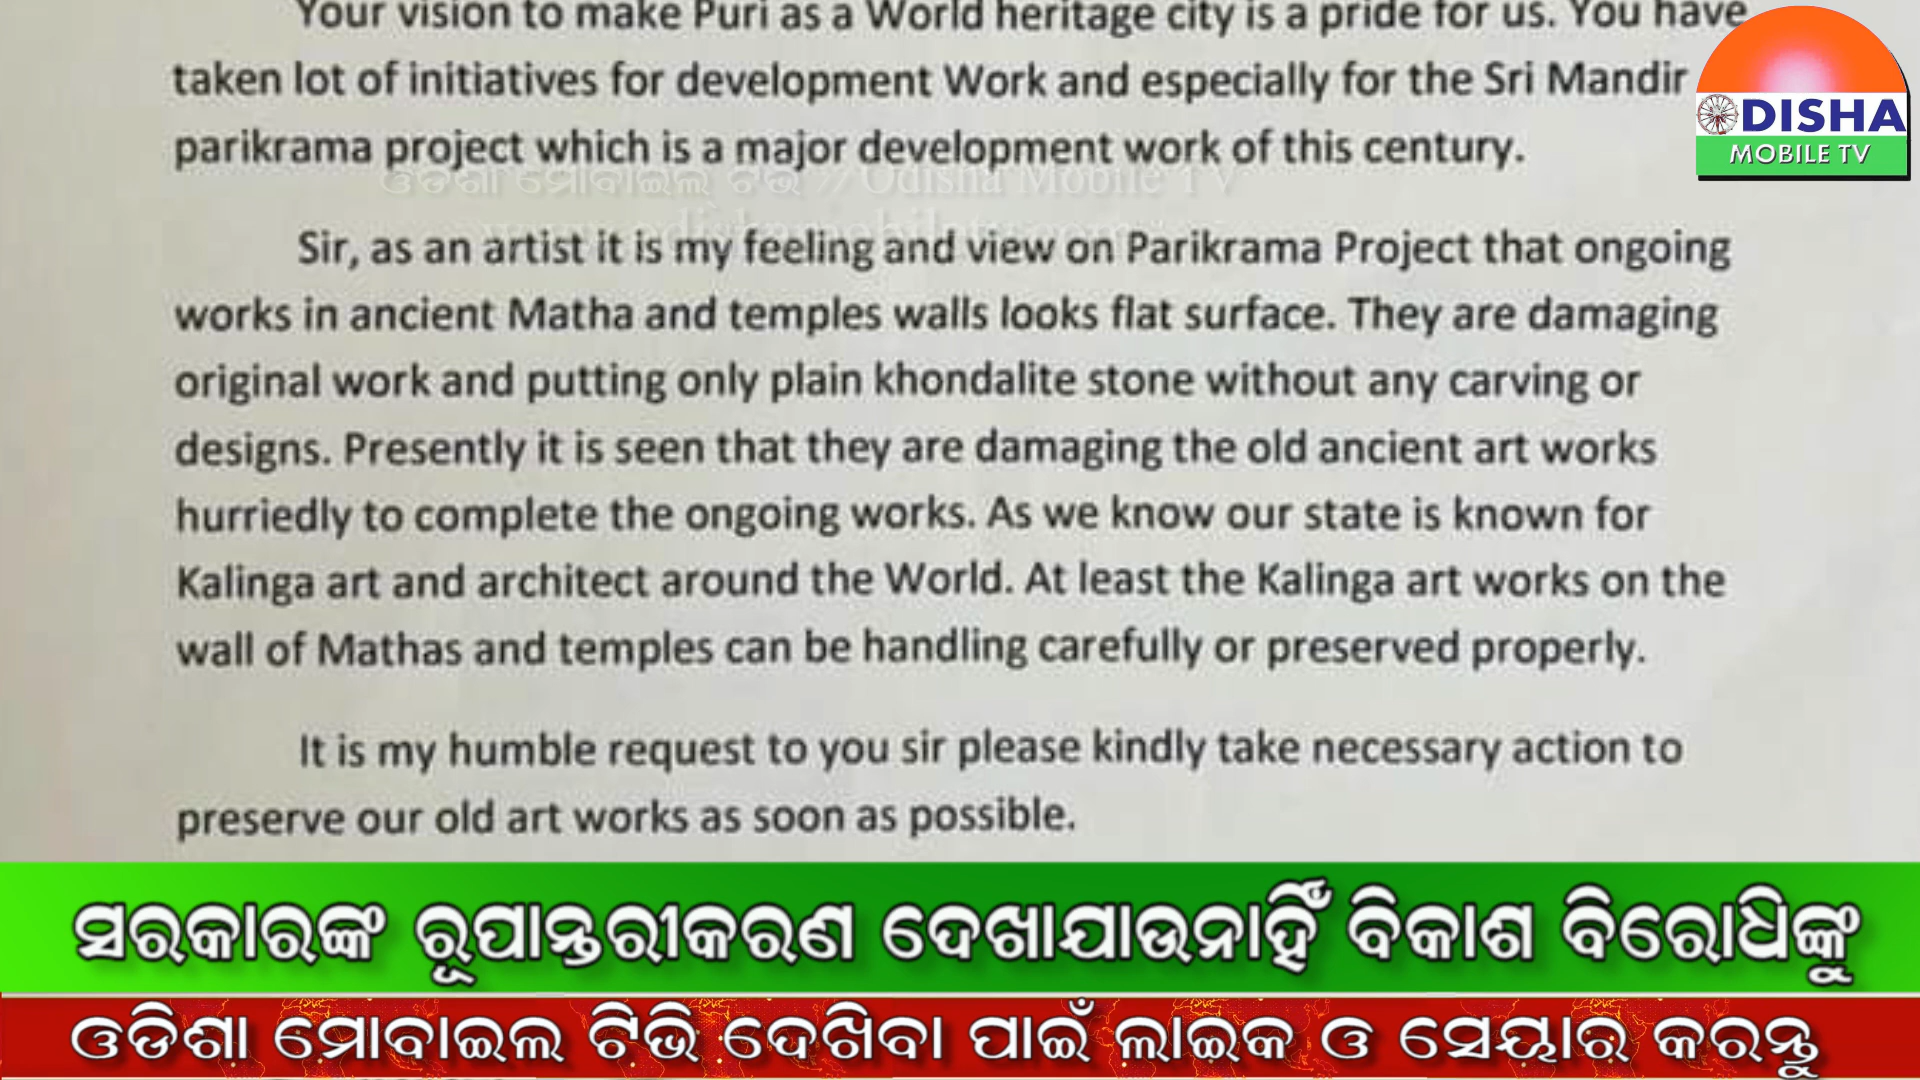 Your vision to make Puri as a World heritage city is a pride for us. You have
taken lot of initiatives for development Work and especially for the Sri Mandir
parikrama project which is a major development work of this century.
ODISHA
MOBILE TV
ଓଡିଶା ମୋବାଇଲ୍ ଟିଭି // Odisha Mobile TV
Sir, as an artist it is my feeling and view on Parikrama Project that ongoing
works in ancient Matha and temples walls looks flat surface. They are damaging
original work and putting only plain khondalite stone without any carving or
designs. Presently it is seen that they are damaging the old ancient art works
hurriedly to complete the ongoing works. As we know our state is known for
Kalinga art and architect around the World. At least the Kalinga art works on the
wall of Mathas and temples can be handling carefully or preserved properly.
It is my humble request to you sir please kindly take necessary action to
preserve our old art works as soon as possible.
ସରକାରଙ୍କ ରୂପାନ୍ତରୀକରଣ ଦେଖାଯାଉନାହିଁ ବିକାଶ ବିରୋଧିଙ୍କୁ
ଓଡିଶା ମୋବାଇଲ ଟିଭି ଦେଖିବା ପାଇଁ ଲାଇକ ଓ ସେୟାର କରନ୍ତୁ